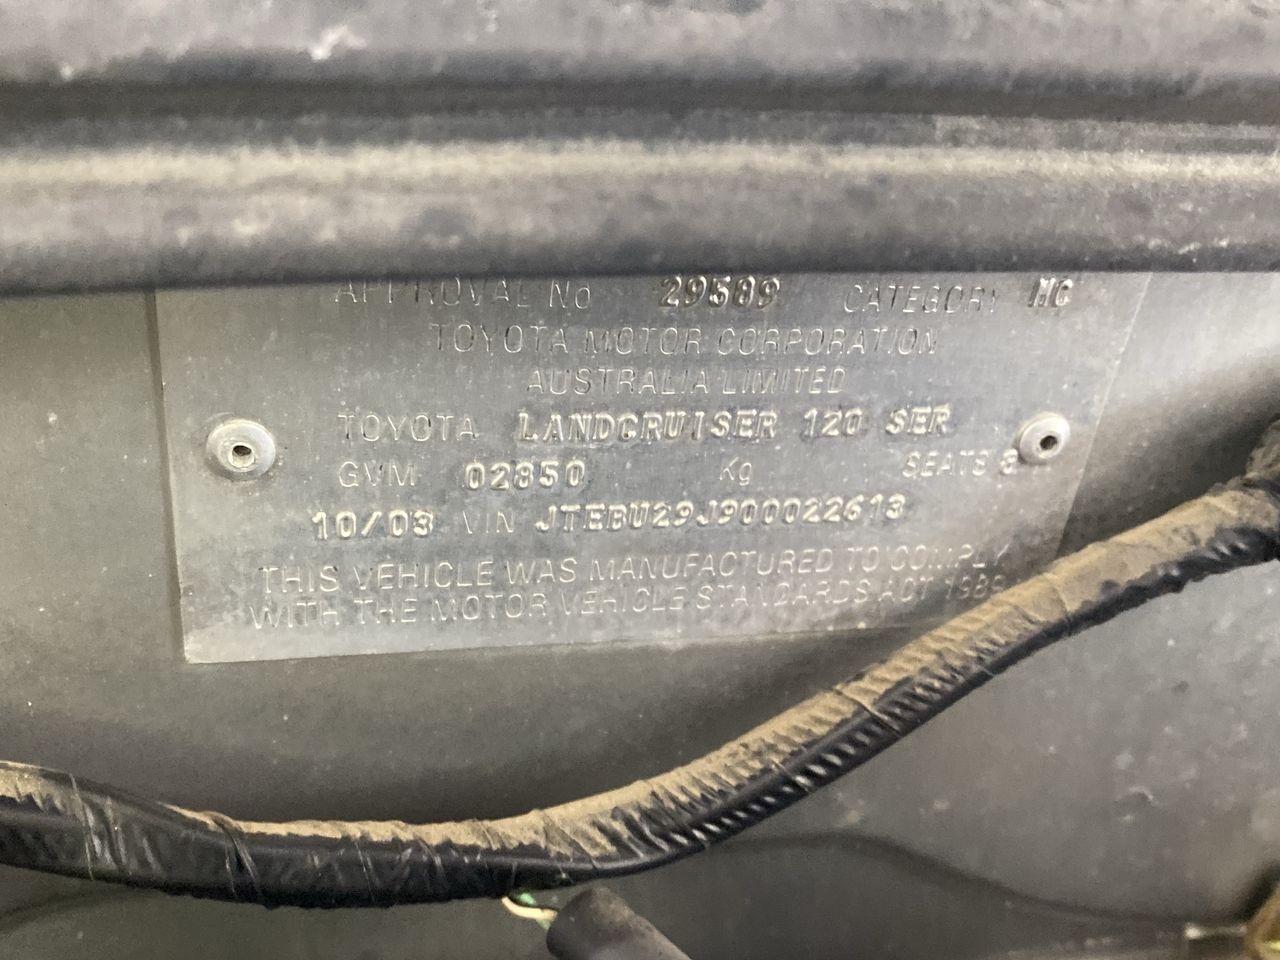 APPROVAL No 29589 CATEGORY MC
TOYOTA MOTOR CORPORATION
AUSTRALIA LIMITED
TOYOTA LANDCRUISER 120 SER
GVM 02850 Kg SEATS 8
10/03 VIN JTEBU29J900022613
THIS VEHICLE WAS MANUFACTURED TO COMPLY
WITH THE MOTOR VEHICLE STANDARDS ACT 1989